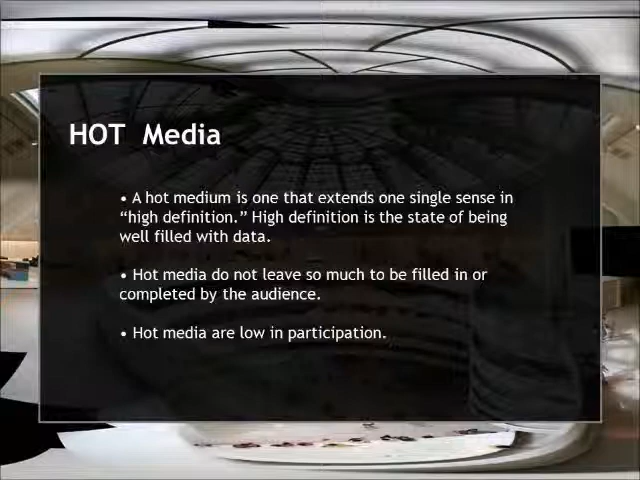 HOT Media
• A hot medium is one that extends one single sense in
“high definition.” High definition is the state of being
well filled with data.
• Hot media do not leave so much to be filled in or
completed by the audience.
• Hot media are low in participation.